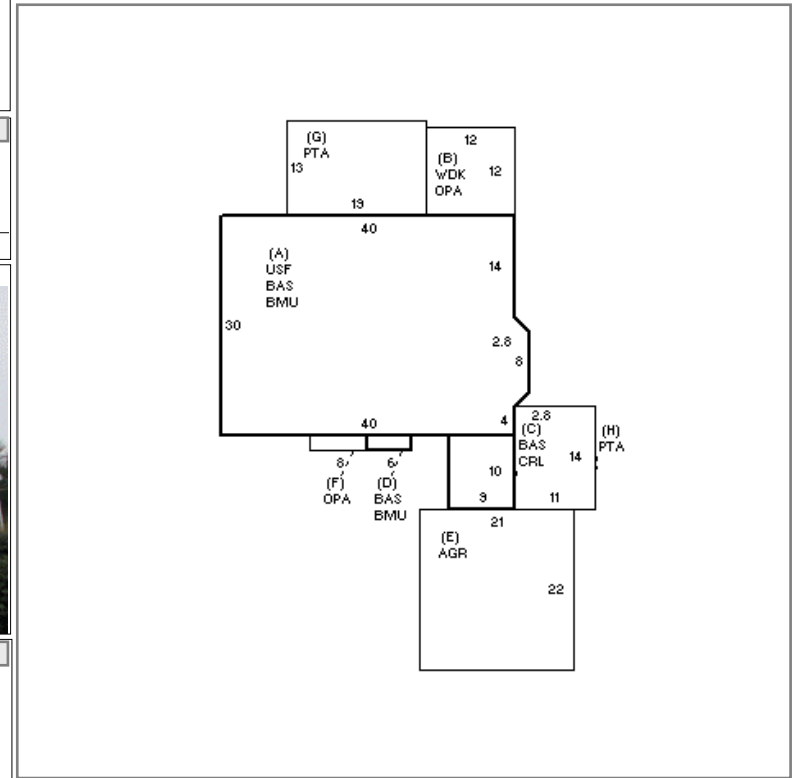 (G)
PTA
13
19
12
(B)
WDK
OPA
12
40
(A)
USF
BAS
BMU
14
30
2.8
8
40
4
2.8
(C)
BAS
CRL
14
(H)
PTA
8
(F)
OPA
6
(D)
BAS
BMU
10
9
11
21
(E)
AGR
22